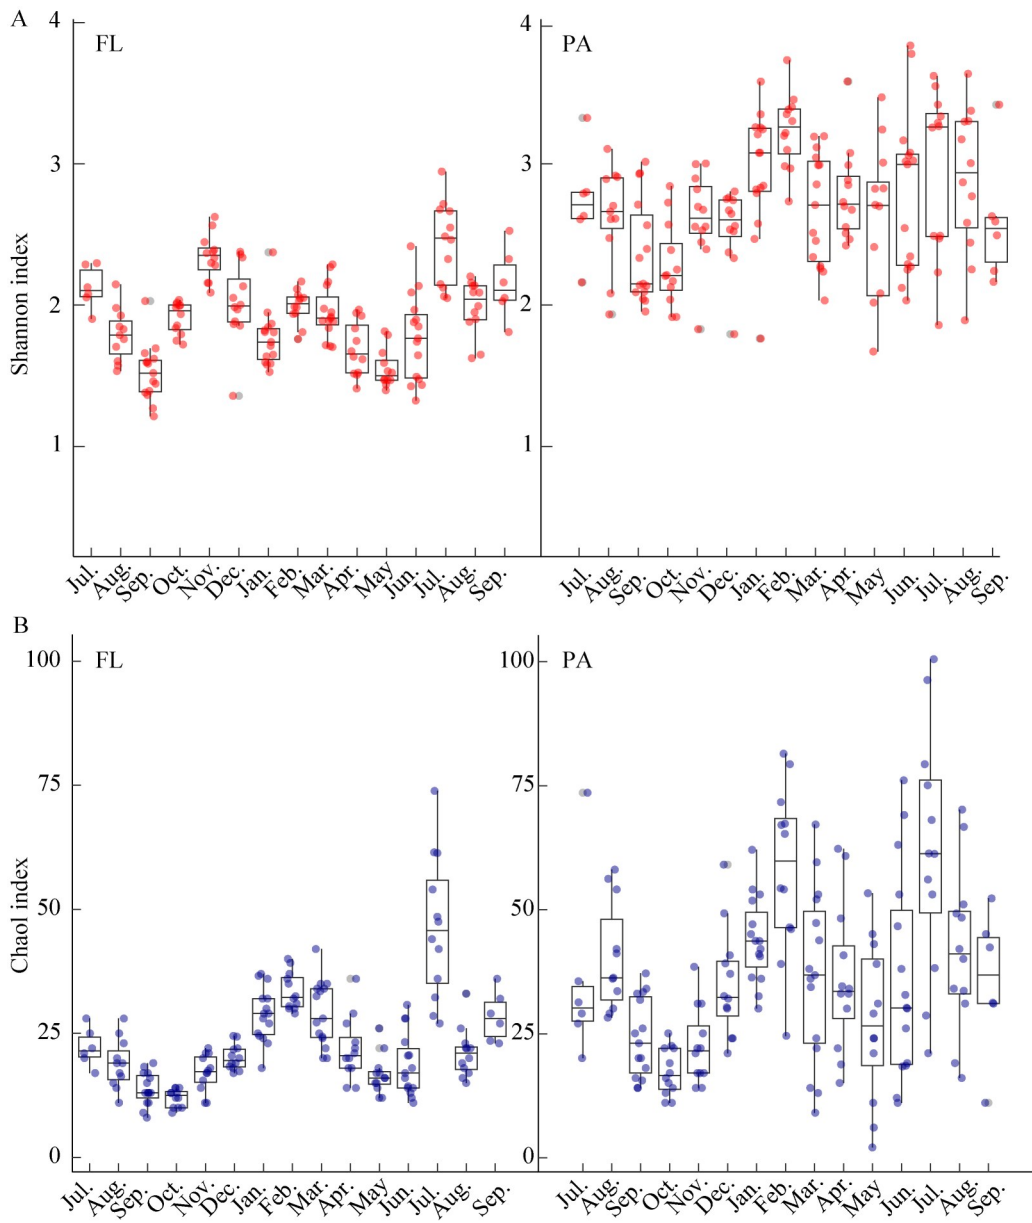 A
4
FL
3
2
1
Shannon index
Jul. Aug. Sep. Oct. Nov. Dec. Jan. Feb. Mar. Apr. May Jun. Jul. Aug. Sep.
4
PA
3
2
1
Jul. Aug. Sep. Oct. Nov. Dec. Jan. Feb. Mar. Apr. May Jun. Jul. Aug. Sep.
B
100
FL
75
50
25
0
Chaol index
Jul. Aug. Sep. Oct. Nov. Dec. Jan. Feb. Mar. Apr. May Jun. Jul. Aug. Sep.
100
PA
75
50
25
0
Jul. Aug. Sep. Oct. Nov. Dec. Jan. Feb. Mar. Apr. May Jun. Jul. Aug. Sep.